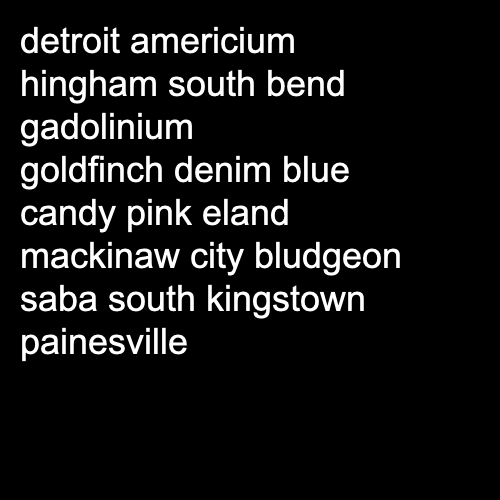 detroit americium
hingham south bend
gadolinium
goldfinch denim blue
candy pink eland
mackinaw city bludgeon
saba south kingstown
painesville